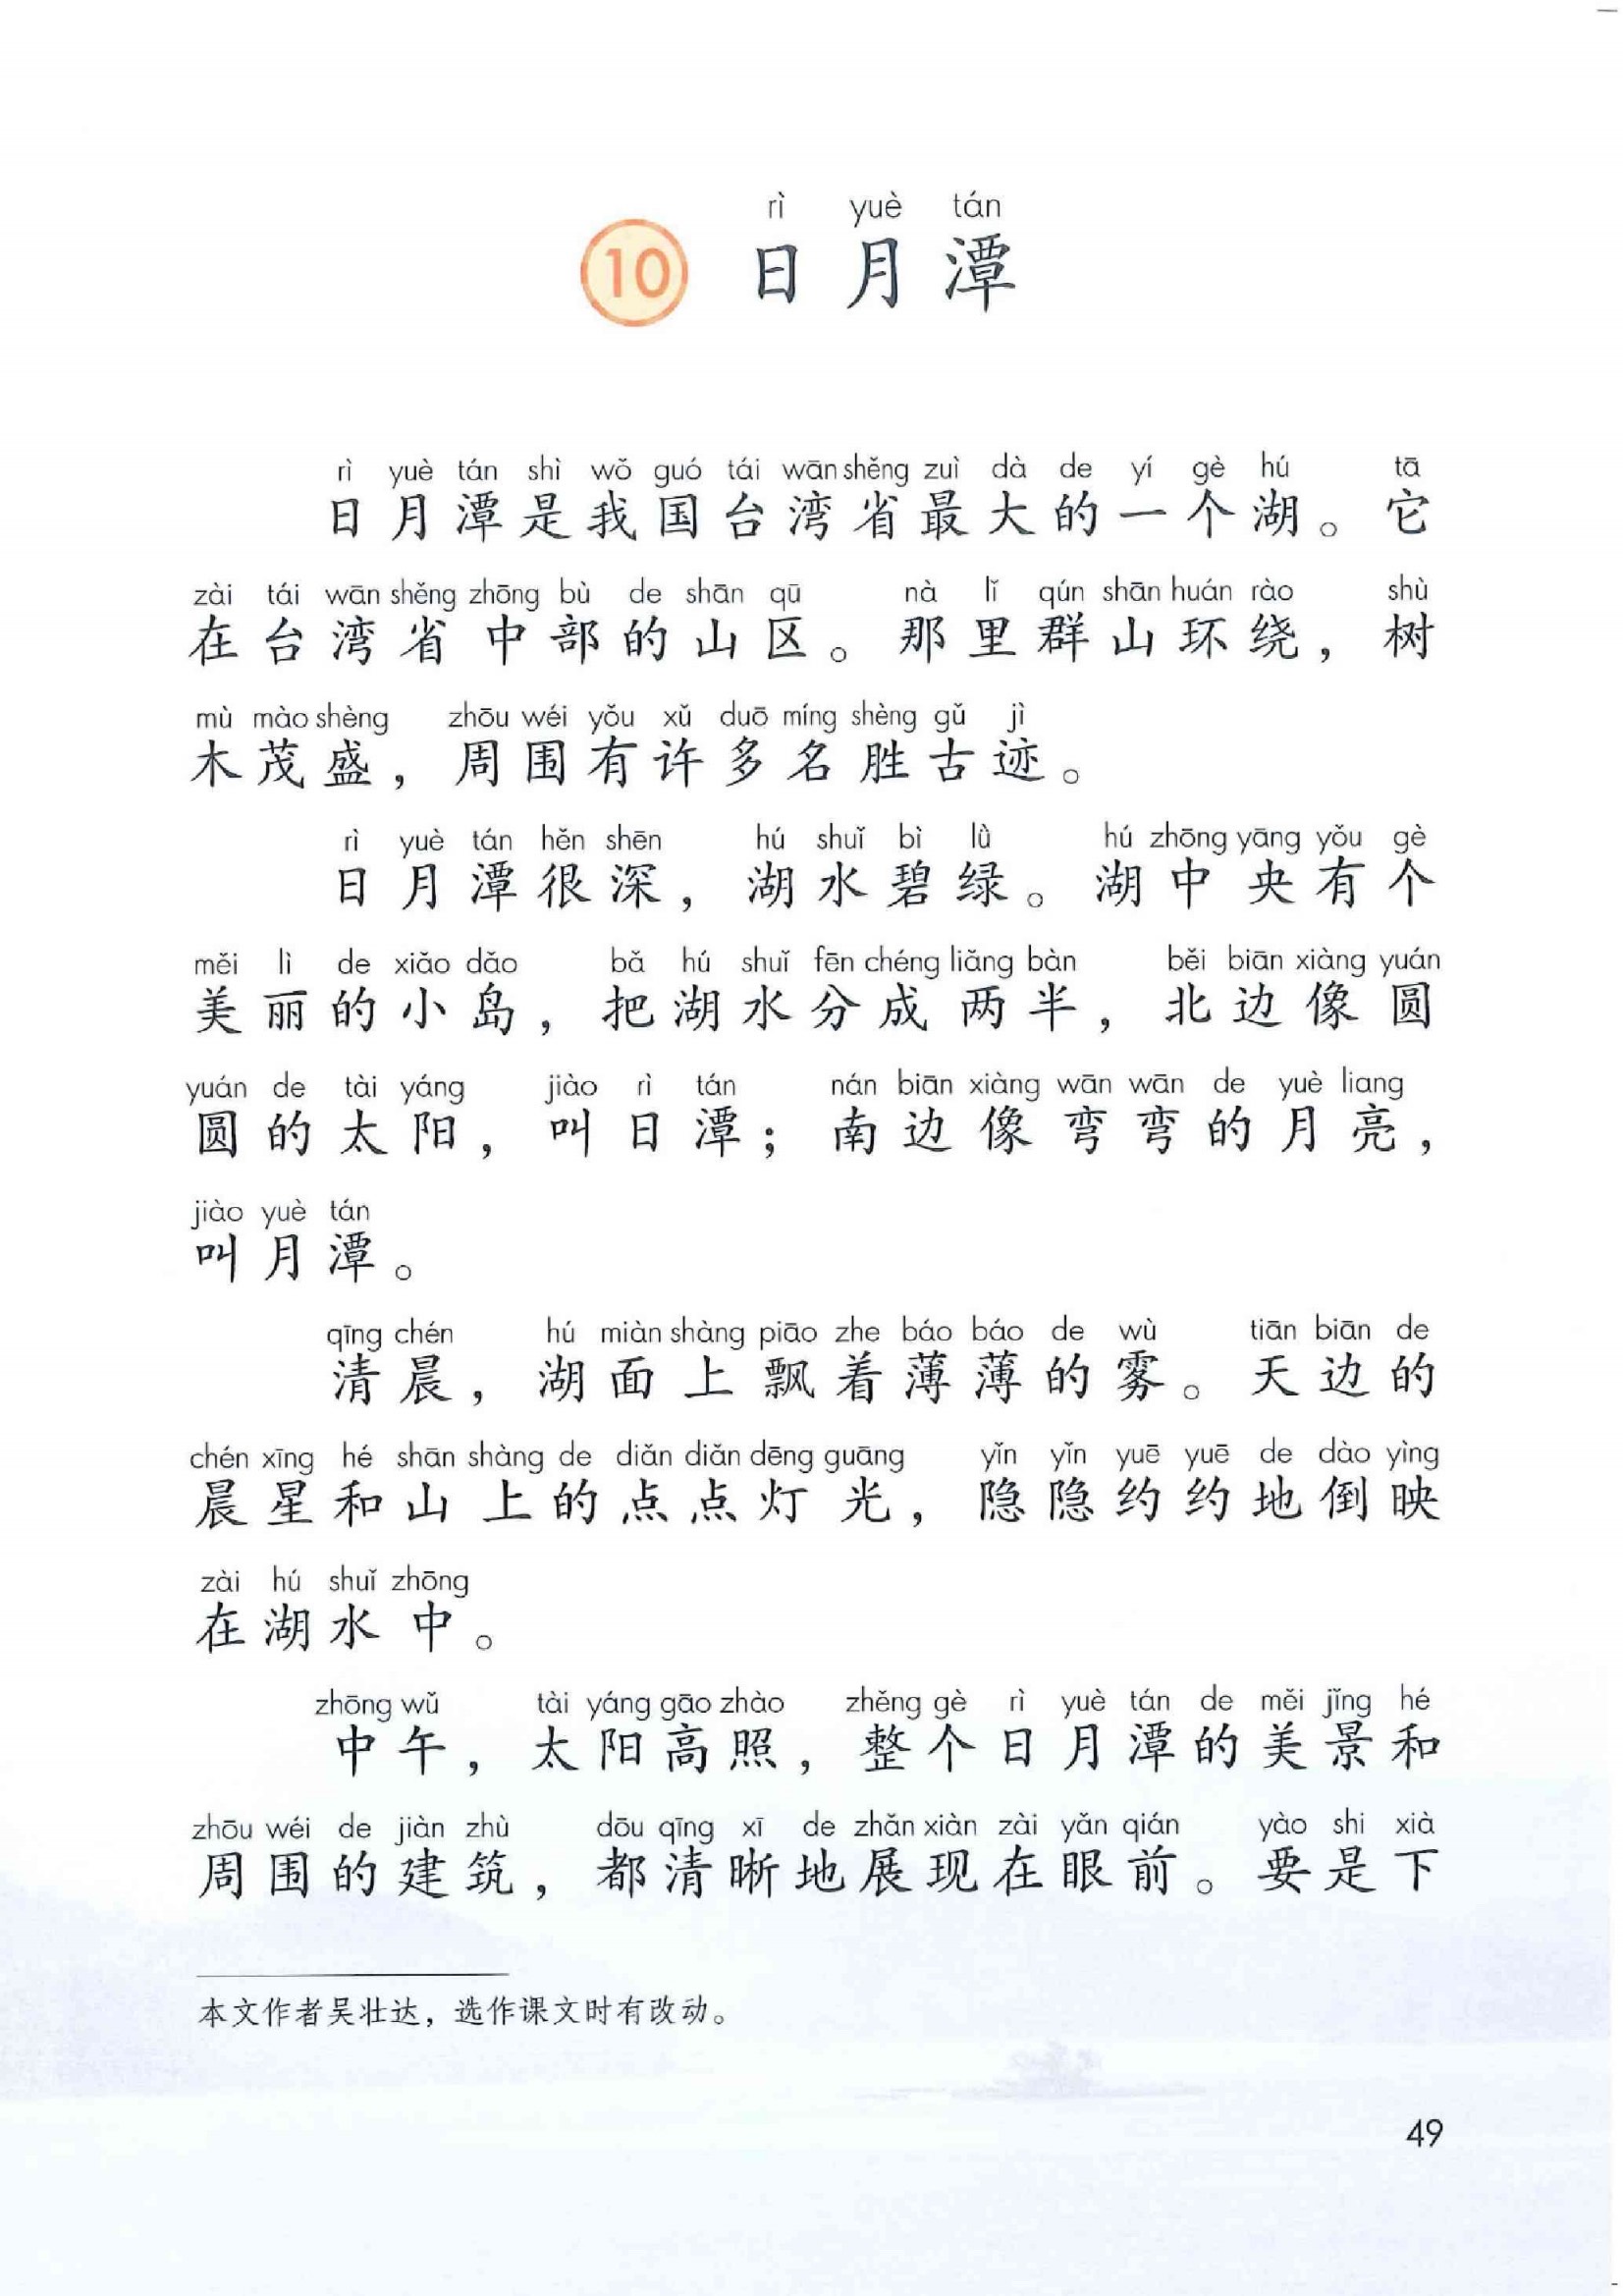 rì yuè tán
10 日月潭
rì yuè tán shì wǒ guó tái wān shěng zuì dà de yí gè hú tā
日月潭是我国台湾省最大的一个湖。它
zài tái wān shěng zhōng bù de shān qū nà lǐ qún shān huán rào shù
在台湾省中部的山区。那里群山环绕，树
mù mào shèng zhōu wéi yǒu xǔ duō míng shèng gǔ jì
木茂盛，周围有许多名胜古迹。
rì yuè tán hěn shēn hú shuǐ bì lǜ hú zhōng yāng yǒu gè
日月潭很深，湖水碧绿。湖中央有个
měi lì de xiǎo dǎo bǎ hú shuǐ fēn chéng liǎng bàn běi biān xiàng yuán
美丽的小岛，把湖水分成两半，北边像圆
yuán de tài yáng jiào rì tán nán biān xiàng wān wān de yuè liang
圆的太阳，叫日潭；南边像弯弯的月亮，
jiào yuè tán
叫月潭。
qīng chén hú miàn shàng piāo zhe báo báo de wù tiān biān de
清晨，湖面上飘着薄薄的雾。天边的
chén xīng hé shān shàng de diǎn diǎn dēng guāng yǐn yǐn yuē yuē de dào yìng
晨星和山上的点点灯光，隐隐约约地倒映
zài hú shuǐ zhōng
在湖水中。
zhōng wǔ tài yáng gāo zhào zhěng gè rì yuè tán de měi jǐng hé
中午，太阳高照，整个日月潭的美景和
zhōu wéi de jiàn zhù dōu qīng xī de zhǎn xiàn zài yǎn qián yào shi xià
周围的建筑，都清晰地展现在眼前。要是下
本文作者吴壮达，选作课文时有改动。
49